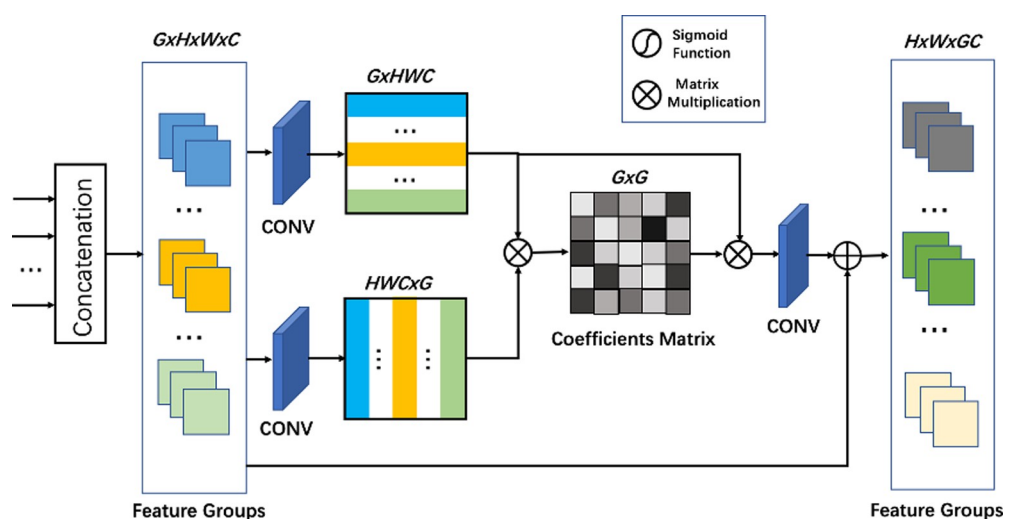 GxHxWxC
HxWxGC
Sigmoid
Function
Matrix
Multiplication
GxHWC
...
...
GxG
CONV
...
...
Concatenation
HWCxG
...
...
Coefficients Matrix
CONV
...
...
...
CONV
Feature Groups
Feature Groups